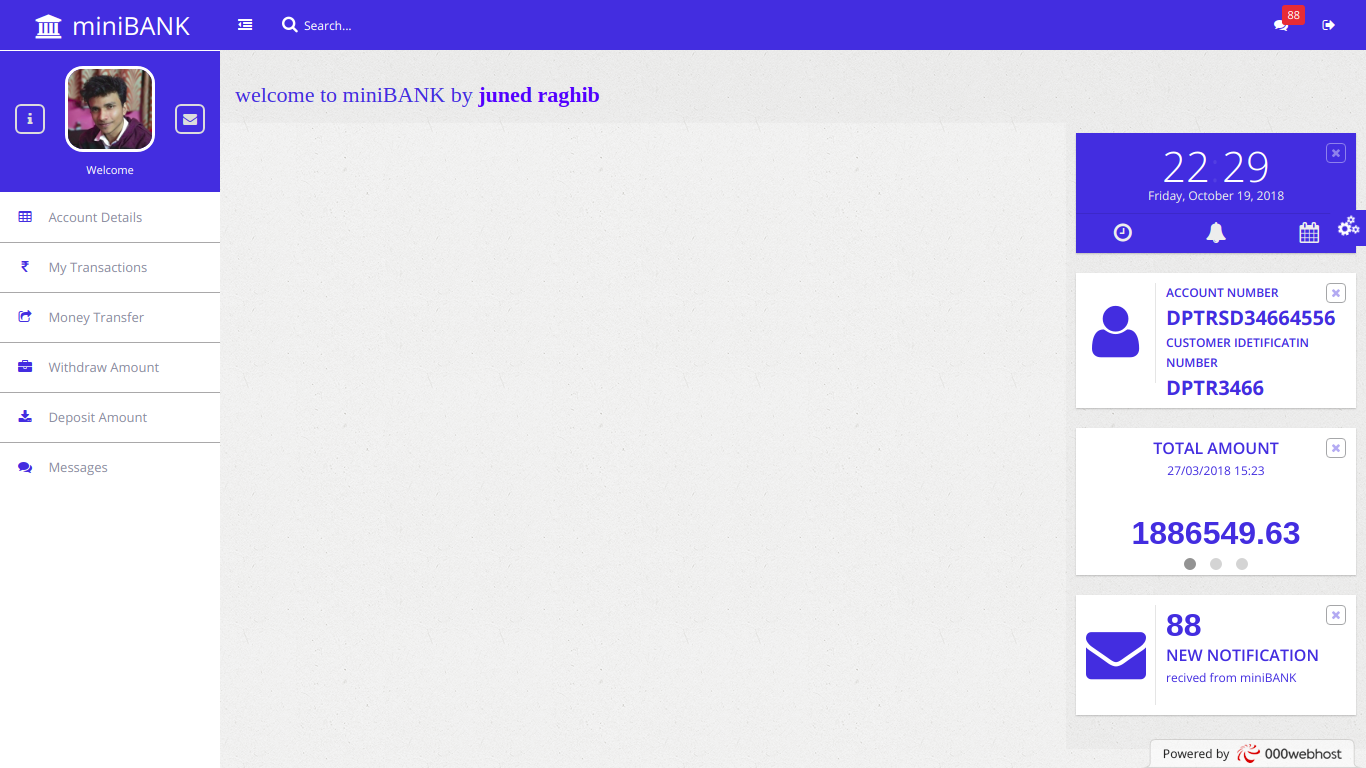 miniBANK
Search...
88
Welcome
Account Details
My Transactions
Money Transfer
Withdraw Amount
Deposit Amount
Messages
welcome to miniBANK by juned raghib
22:29
Friday, October 19, 2018
ACCOUNT NUMBER
DPTRSD34664556
CUSTOMER IDETIFICATIN
NUMBER
DPTR3466
TOTAL AMOUNT
27/03/2018 15:23
1886549.63
88
NEW NOTIFICATION
recived from miniBANK
Powered by 000webhost